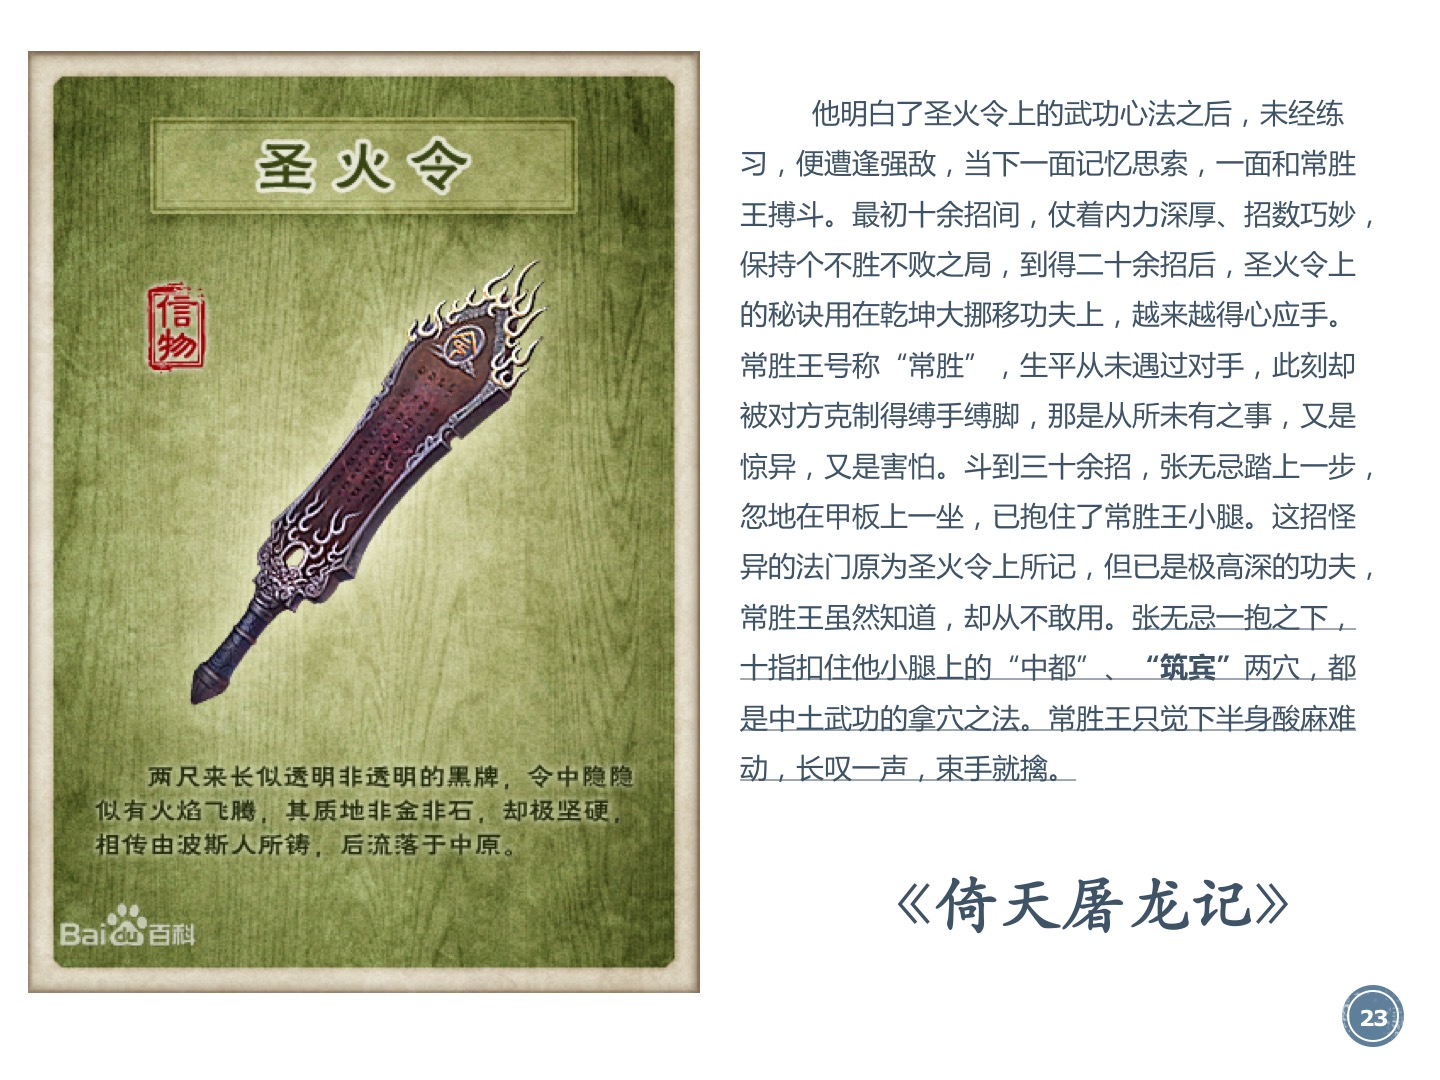 圣火令
信物
两尺来长似透明非透明的黑牌，令中隐隐
似有火焰飞腾，其质地非金非石，却极坚硬，
相传由波斯人所铸，后流落于中原。
Baidu百科
他明白了圣火令上的武功心法之后，未经练
习，便遭逢强敌，当下一面记忆思索，一面和常胜
王搏斗。最初十余招间，仗着内力深厚、招数巧妙，
保持个不胜不败之局，到得二十余招后，圣火令上
的秘诀用在乾坤大挪移功夫上，越来越得心应手。
常胜王号称“常胜”，生平从未遇过对手，此刻却
被对方克制得缚手缚脚，那是从所未有之事，又是
惊异，又是害怕。斗到三十余招，张无忌踏上一步，
忽地在甲板上一坐，已抱住了常胜王小腿。这招怪
异的法门原为圣火令上所记，但已是极高深的功夫，
常胜王虽然知道，却从不敢用。张无忌一抱之下，
十指扣住他小腿上的“中都”、“筑宾”两穴，都
是中土武功的拿穴之法。常胜王只觉下半身酸麻难
动，长叹一声，束手就擒。
《倚天屠龙记》
23